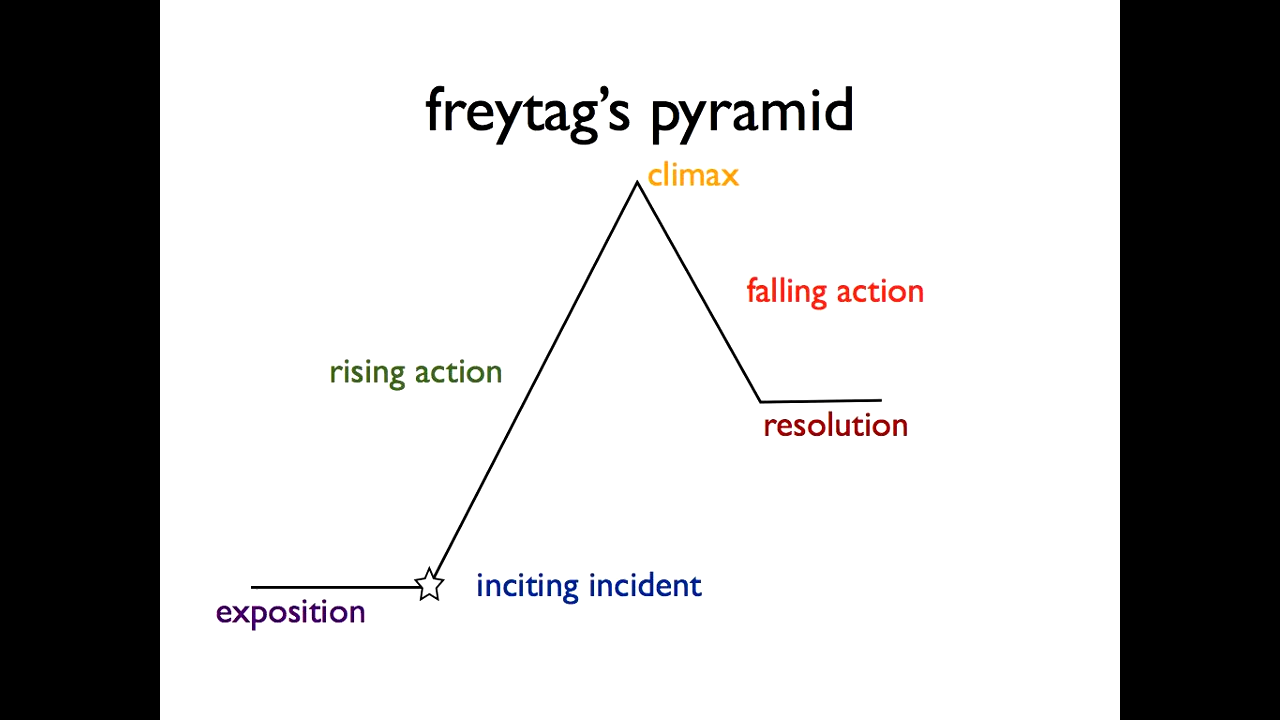 freytag’s pyramid
climax
falling action
rising action
resolution
inciting incident
exposition